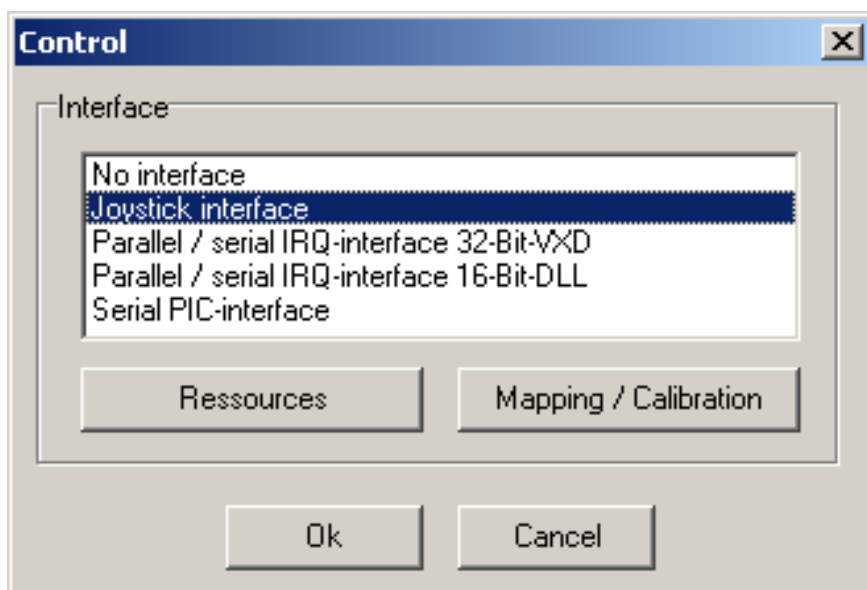 Control
Interface
No interface
Joystick interface
Parallel / serial IRQ-interface 32-Bit-VXD
Parallel / serial IRQ-interface 16-Bit-DLL
Serial PIC-interface
Ressources
Mapping / Calibration
Ok
Cancel